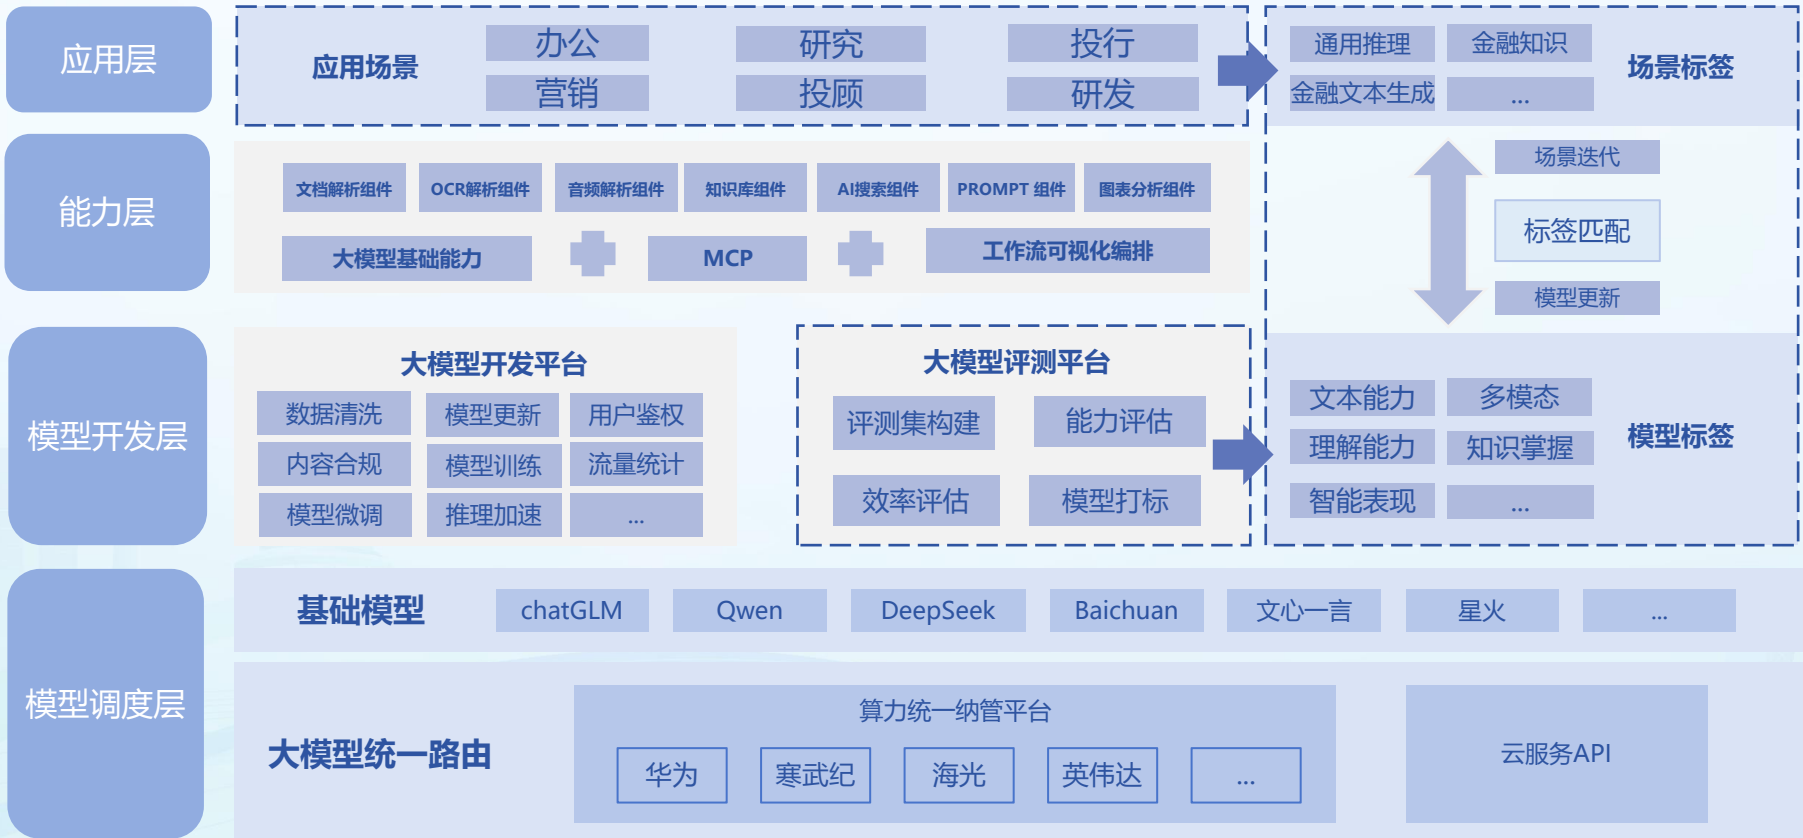 应用层
应用场景
办公
研究
投行
营销
投顾
研发
通用推理
金融知识
金融文本生成
...
场景标签
能力层
文档解析组件
OCR解析组件
音频解析组件
知识库组件
AI搜索组件
PROMPT 组件
图表分析组件
大模型基础能力
MCP
工作流可视化编排
场景迭代
标签匹配
模型更新
模型开发层
大模型开发平台
数据清洗
模型更新
用户鉴权
内容合规
模型训练
流量统计
模型微调
推理加速
...
大模型评测平台
评测集构建
能力评估
效率评估
模型打标
文本能力
多模态
理解能力
知识掌握
智能表现
...
模型标签
模型调度层
基础模型
chatGLM
Qwen
DeepSeek
Baichuan
文心一言
星火
...
大模型统一路由
算力统一纳管平台
华为
寒武纪
海光
英伟达
...
云服务API